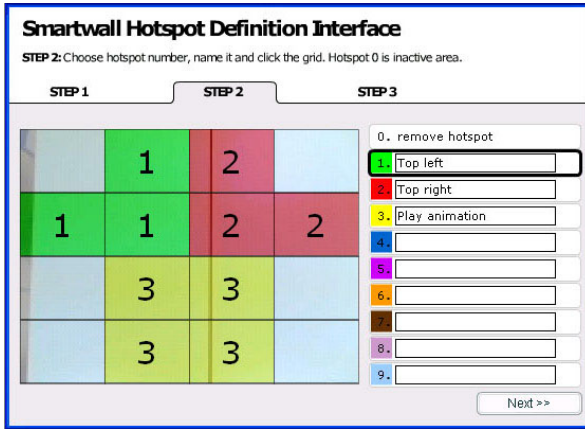 Smartwall Hotspot Definition Interface
STEP 2: Choose hotspot number, name it and click the grid. Hotspot 0 is inactive area.
STEP 1 STEP 2 STEP 3
1 2
1 1 2 2
3 3
3 3
0. remove hotspot
1. Top left
2. Top right
3. Play animation
4.
5.
6.
7.
8.
9.
Next >>